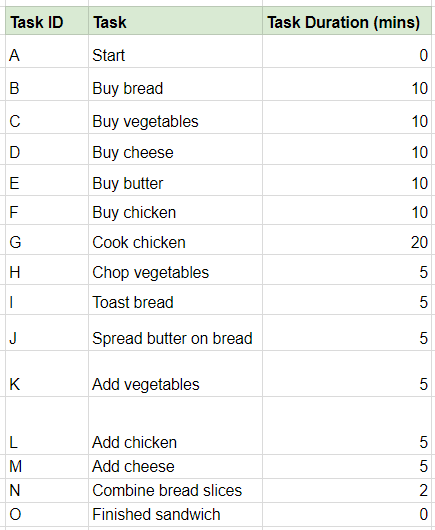 Task ID Task Task Duration (mins)
A Start 0
B Buy bread 10
C Buy vegetables 10
D Buy cheese 10
E Buy butter 10
F Buy chicken 10
G Cook chicken 20
H Chop vegetables 5
I Toast bread 5
J Spread butter on bread 5
K Add vegetables 5
L Add chicken 5
M Add cheese 5
N Combine bread slices 2
O Finished sandwich 0